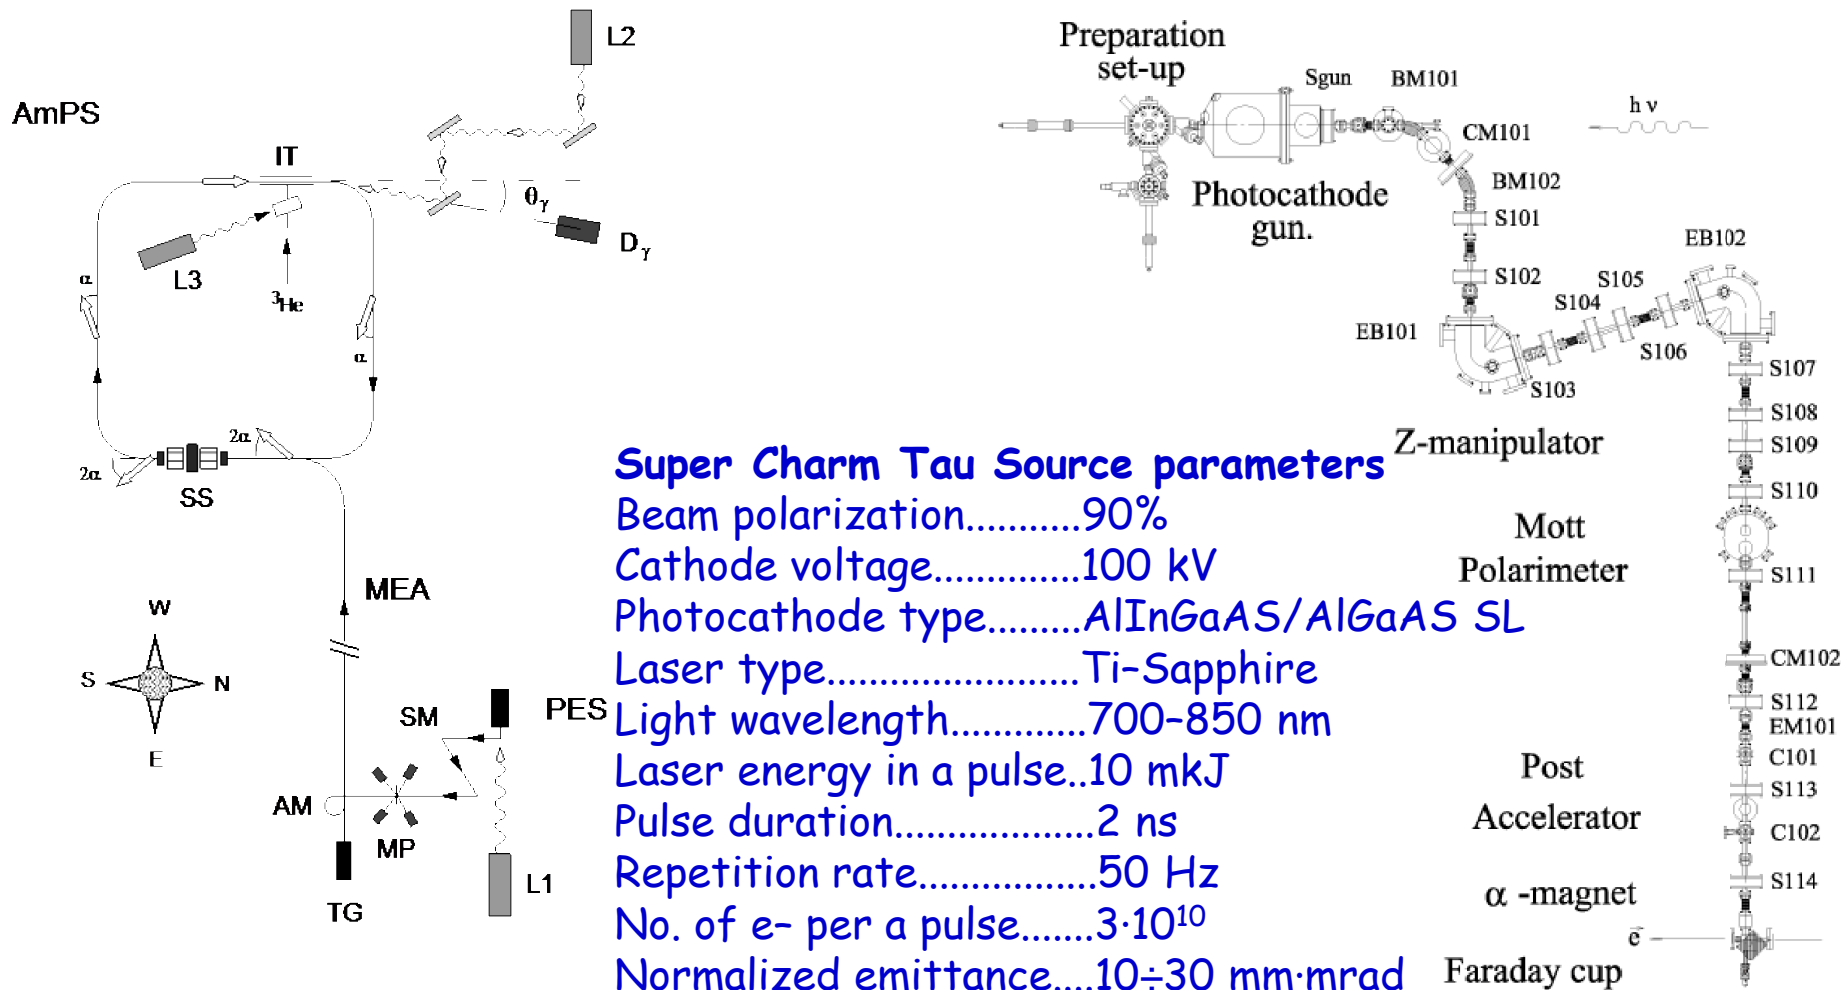 AmPS
L2
IT
θγ
Dγ
L3
³He
α
α
2α
2α
SS
MEA
W
S
N
E
SM
PES
AM
MP
L1
TG
Preparation
set-up
Sgun
BM101
h ν
CM101
BM102
Photocathode
gun.
S101
S102
EB102
S105
S104
EB101
S106
S103
S107
S108
Z-manipulator
S109
S110
Mott
Polarimeter
S111
CM102
S112
EM101
Post
Accelerator
C101
S113
C102
α -magnet
S114
e
Faraday cup
Super Charm Tau Source parameters
Beam polarization...........90%
Cathode voltage..............100 kV
Photocathode type.........AlInGaAS/AlGaAS SL
Laser type........................Ti-Sapphire
Light wavelength.............700-850 nm
Laser energy in a pulse..10 mkJ
Pulse duration...................2 ns
Repetition rate.................50 Hz
No. of e- per a pulse.......3·10¹⁰
Normalized emittance....10÷30 mm·mrad